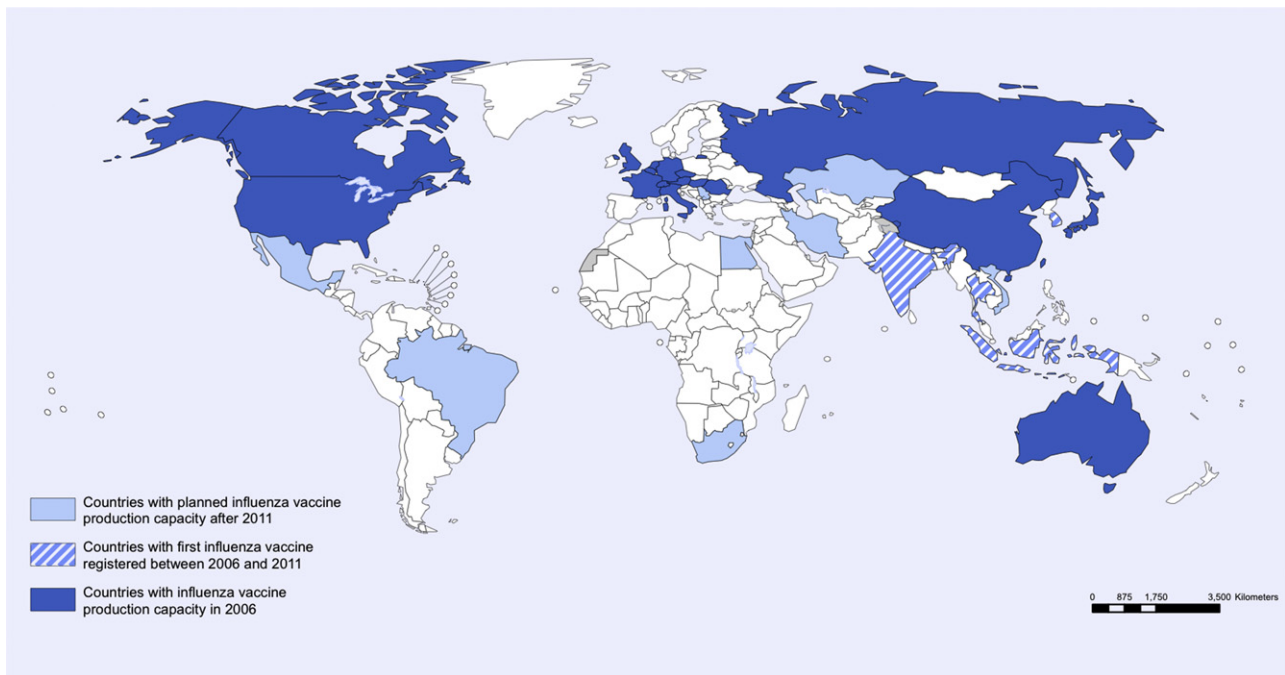 Countries with planned influenza vaccine
production capacity after 2011
Countries with first influenza vaccine
registered between 2006 and 2011
Countries with influenza vaccine
production capacity in 2006
0 875 1,750 3,500 Kilometers